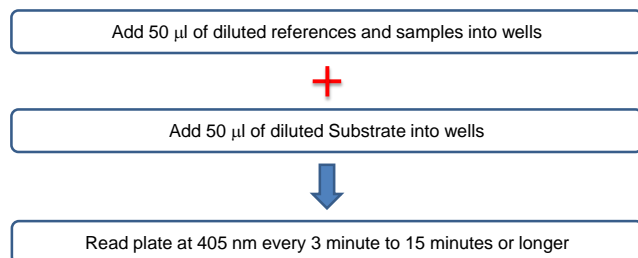 Add 50 μl of diluted references and samples into wells
+
Add 50 μl of diluted Substrate into wells
Read plate at 405 nm every 3 minute to 15 minutes or longer